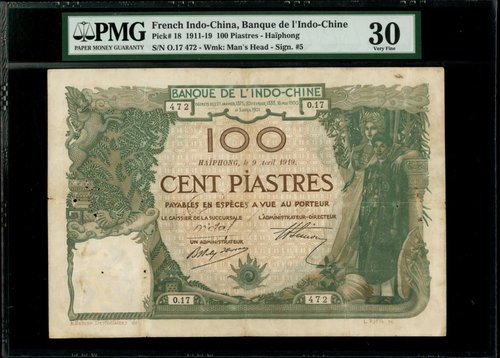 PMG
PAPER MONEY GUARANTY
French Indo-China, Banque de l'Indo-Chine
Pick# 18 1911-19 100 Piastres - Haïphong
S/N O.17 472 - Wmk: Man's Head - Sign. #5
30
Very Fine
BANQUE DE L'INDO-CHINE
472
O.17
100
HAÏPHONG, le 9 Avril 1919.
CENT PIASTRES
PAYABLES EN ESPÈCES A VUE AU PORTEUR
LE CAISSIER DE LA SUCCURSALE
L'ADMINISTRATEUR-DIRECTEUR
UN ADMINISTRATEUR
O.17
472